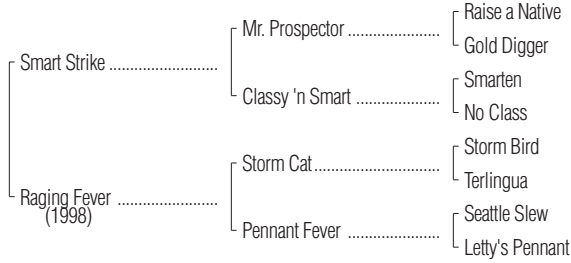 Raise a Native
Mr. Prospector ......................
Gold Digger
Smart Strike ..........................
Smarten
Classy 'n Smart ....................
No Class
Storm Bird
Storm Cat..............................
Terlingua
Raging Fever ........................
(1998)
Seattle Slew
Pennant Fever ......................
Letty's Pennant